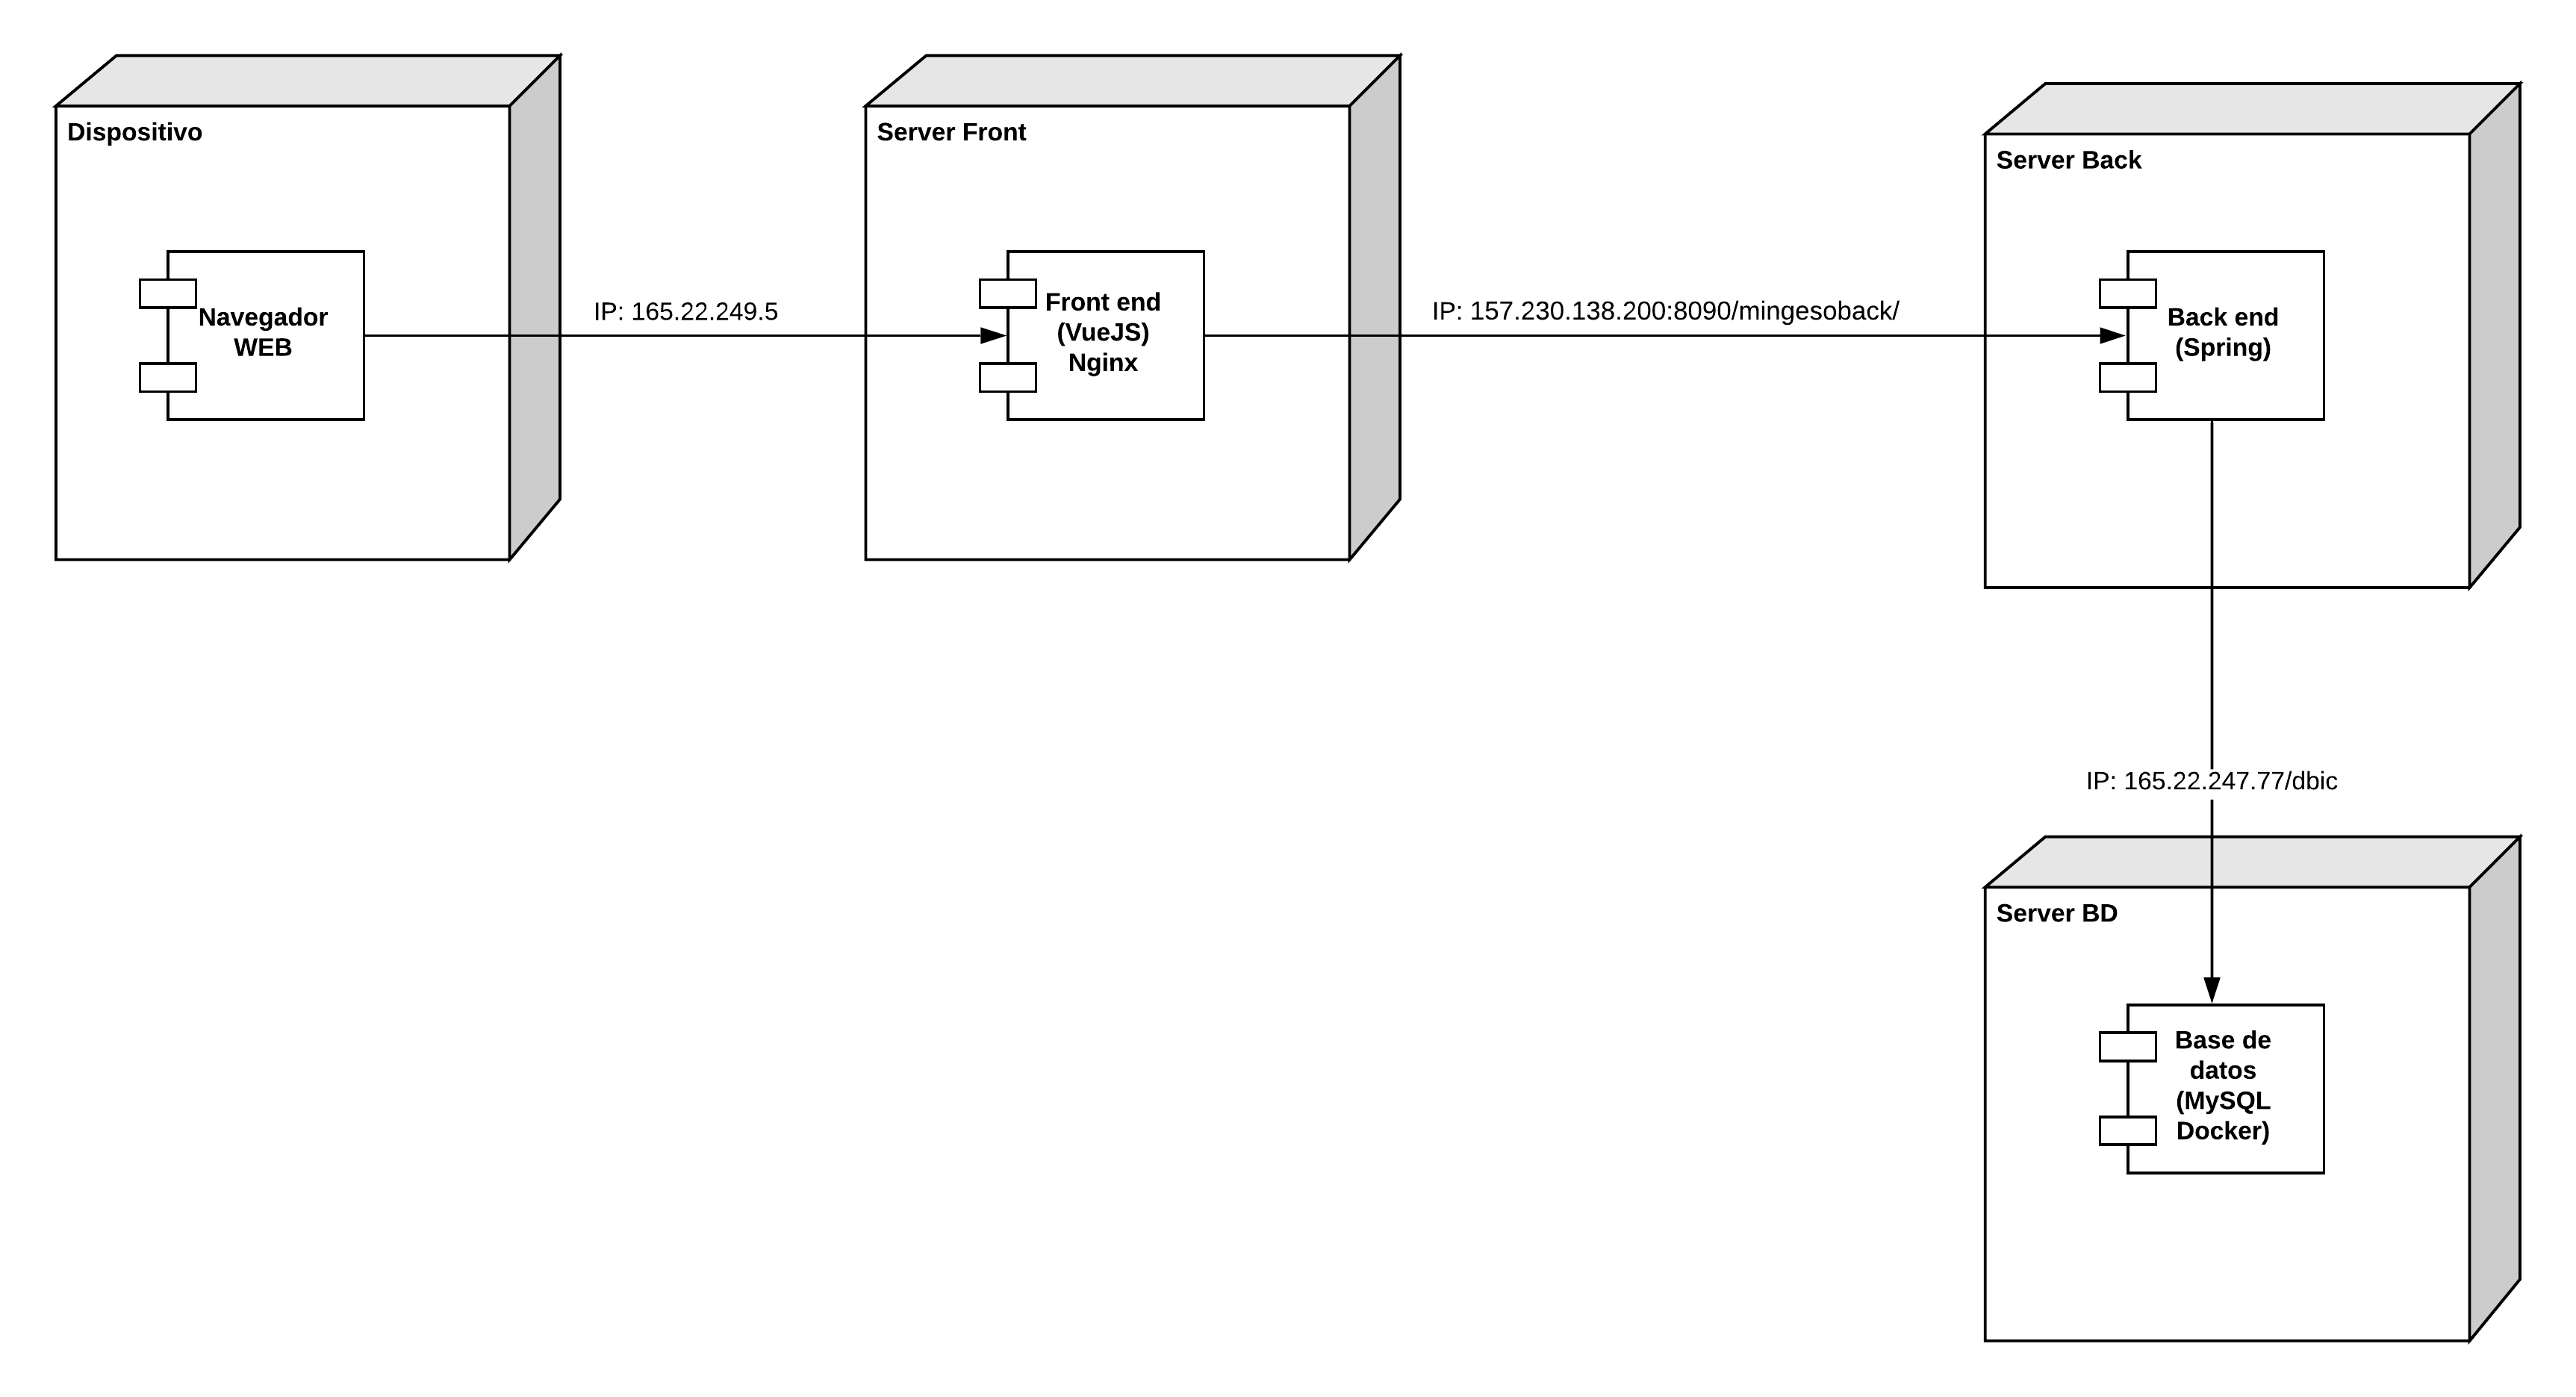 Dispositivo
Navegador
WEB
IP: 165.22.249.5
Server Front
Front end
(VueJS)
Nginx
IP: 157.230.138.200:8090/mingesoback/
Server Back
Back end
(Spring)
IP: 165.22.247.77/dbic
Server BD
Base de
datos
(MySQL
Docker)